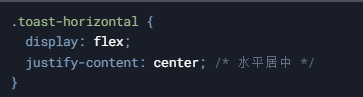 .toast-horizontal {
  display: flex;
  justify-content: center; /* 水平居中 */
}